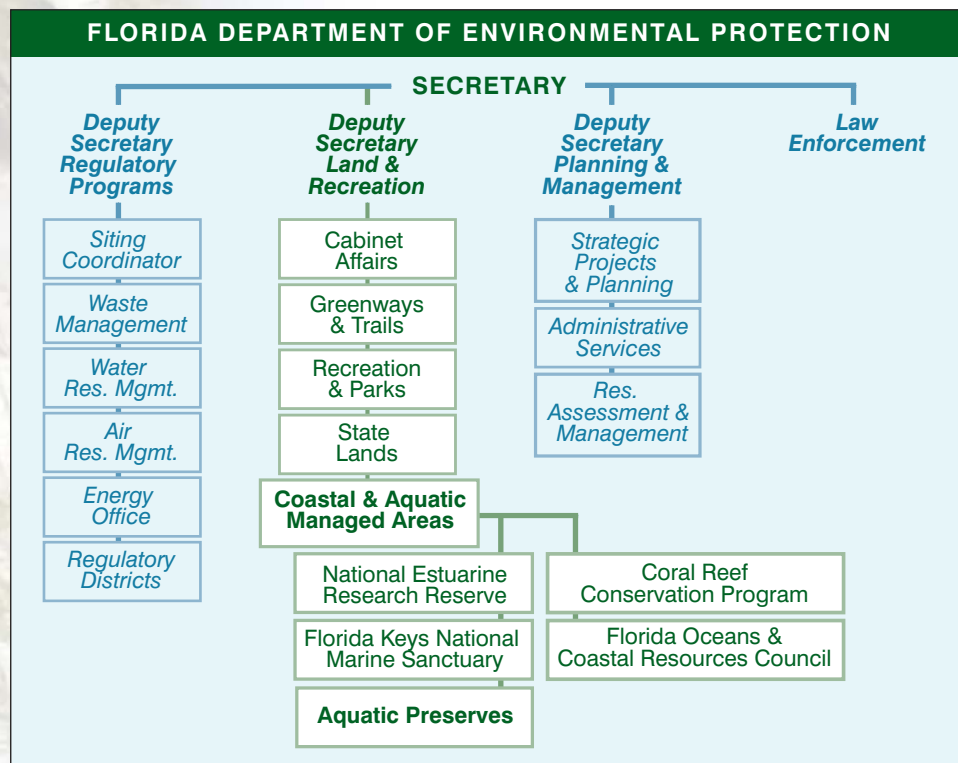 FLORIDA DEPARTMENT OF ENVIRONMENTAL PROTECTION
SECRETARY
Deputy
Secretary
Regulatory
Programs
Siting
Coordinator
Waste
Management
Water
Res. Mgmt.
Air
Res. Mgmt.
Energy
Office
Regulatory
Districts
Deputy
Secretary
Land &
Recreation
Cabinet
Affairs
Greenways
& Trails
Recreation
& Parks
State
Lands
Coastal & Aquatic
Managed Areas
National Estuarine
Research Reserve
Florida Keys National
Marine Sanctuary
Aquatic Preserves
Coral Reef
Conservation Program
Florida Oceans &
Coastal Resources Council
Deputy
Secretary
Planning &
Management
Strategic
Projects
& Planning
Administrative
Services
Res.
Assessment &
Management
Law
Enforcement